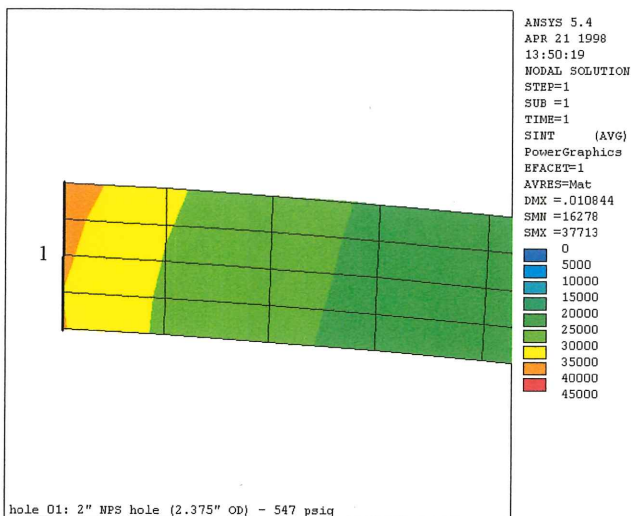 ANSYS 5.4
APR 21 1998
13:50:19
NODAL SOLUTION
STEP=1
SUB =1
TIME=1
SINT (AVG)
PowerGraphics
EFACET=1
AVRES=Mat
DMX =.010844
SMN =16278
SMX =37713
0
5000
10000
15000
20000
25000
30000
35000
40000
45000
1
hole 01: 2" NPS hole (2.375" OD) - 547 psig